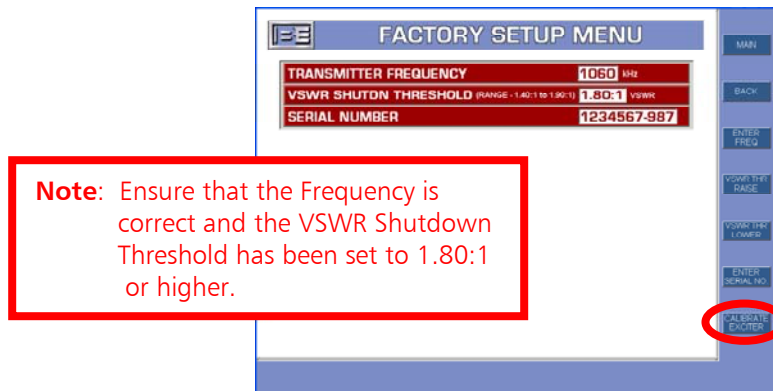 BE FACTORY SETUP MENU
TRANSMITTER FREQUENCY 1060 kHz
VSWR SHUTDN THRESHOLD (RANGE - 1.40:1 to 1.90:1) 1.80:1 VSWR
SERIAL NUMBER 1234567-987
MAIN
BACK
ENTER
FREQ
VSWR THR
RAISE
VSWR THR
LOWER
ENTER
SERIAL NO.
CALIBRATE
EXCITER
Note: Ensure that the Frequency is
correct and the VSWR Shutdown
Threshold has been set to 1.80:1
or higher.